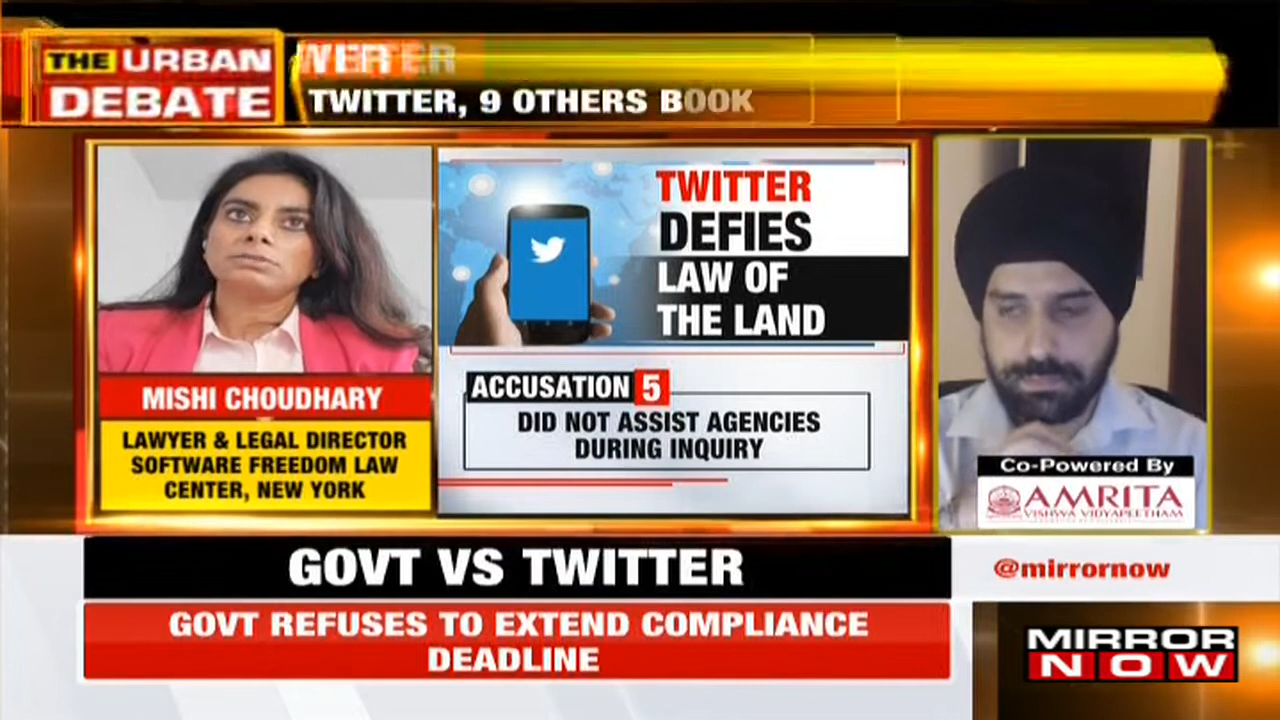 THE URBAN
DEBATE
TWITTER, 9 OTHERS BOOK
TWITTER
DEFIES
LAW OF
THE LAND
ACCUSATION 5
DID NOT ASSIST AGENCIES
DURING INQUIRY
MISHI CHOUDHARY
LAWYER & LEGAL DIRECTOR
SOFTWARE FREEDOM LAW
CENTER, NEW YORK
Co-Powered By
AMRITA
VISHWA VIDYAPEETHAM
GOVT VS TWITTER
GOVT REFUSES TO EXTEND COMPLIANCE
DEADLINE
@mirrornow
MIRROR
NOW